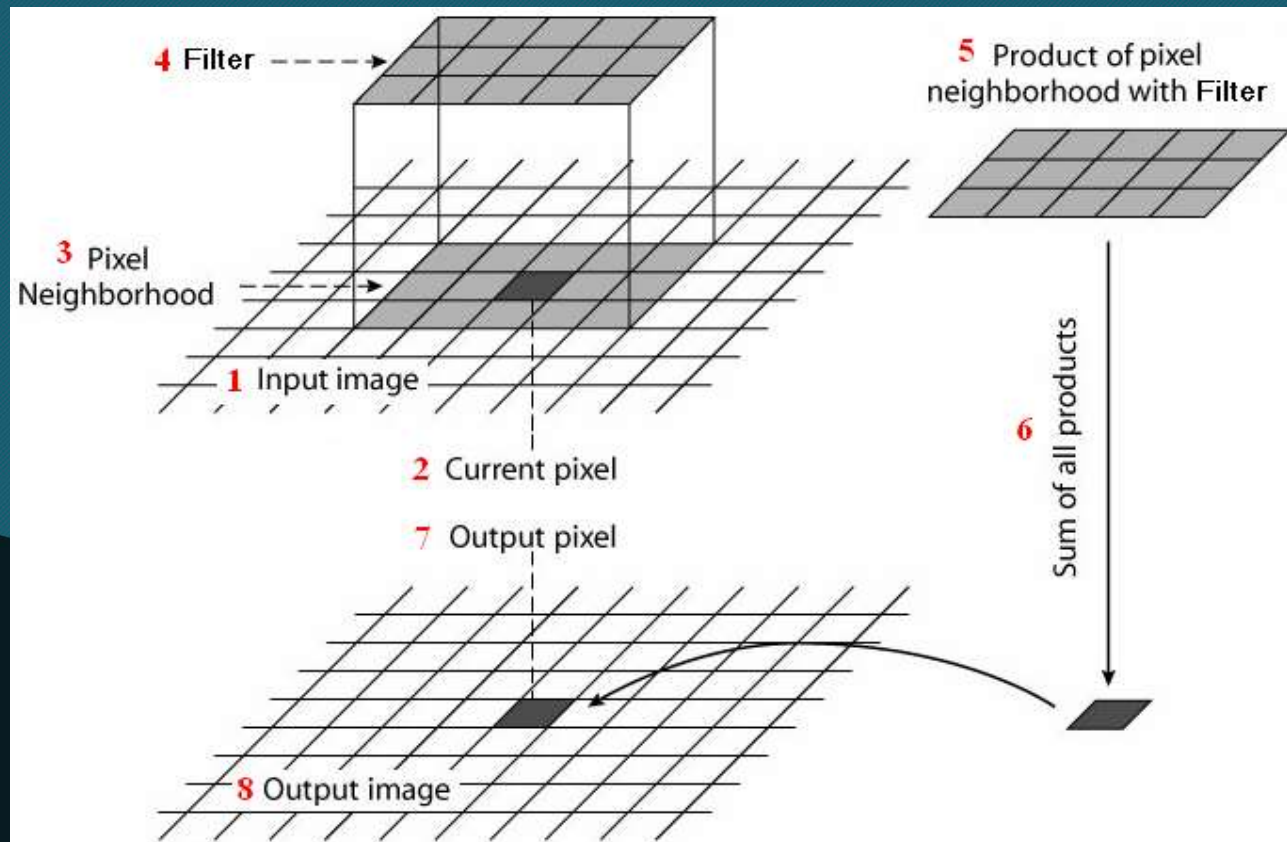 4 Filter
5 Product of pixel
neighborhood with Filter
3 Pixel
Neighborhood
1 Input image
2 Current pixel
6 Sum of all products
7 Output pixel
8 Output image